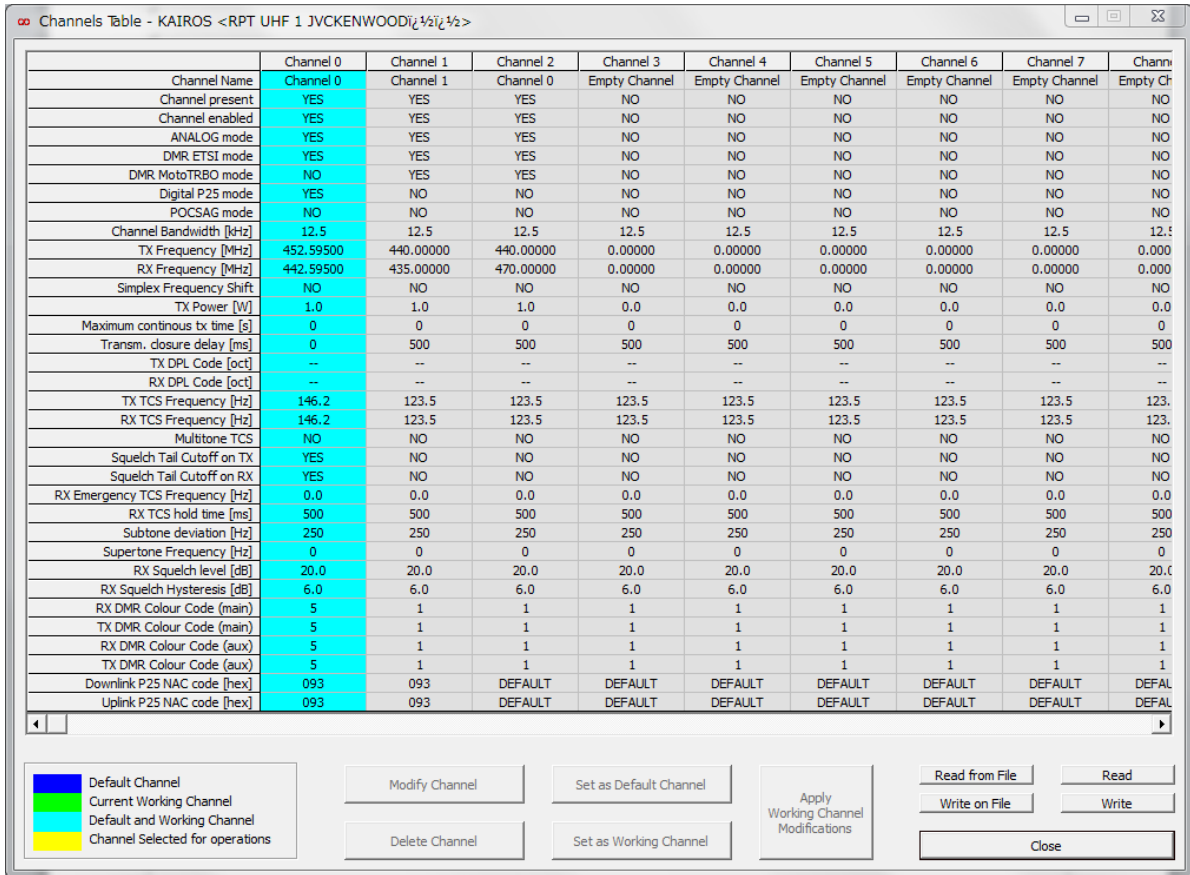 Channels Table - KAIROS <RPT UHF 1 JVCKENWOODï¿½ï¿½>
Channel 0 Channel 1 Channel 2 Channel 3 Channel 4 Channel 5 Channel 6 Channel 7 Chann
Channel Name Channel 0 Channel 1 Channel 0 Empty Channel Empty Channel Empty Channel Empty Channel Empty Channel Empty Ch
Channel present YES YES YES NO NO NO NO NO NO
Channel enabled YES YES YES NO NO NO NO NO NO
ANALOG mode YES YES YES NO NO NO NO NO NO
DMR ETSI mode YES YES YES NO NO NO NO NO NO
DMR MotoTRBO mode NO YES YES NO NO NO NO NO NO
Digital P25 mode YES NO NO NO NO NO NO NO NO
POCSAG mode NO NO NO NO NO NO NO NO NO
Channel Bandwidth [kHz] 12.5 12.5 12.5 12.5 12.5 12.5 12.5 12.5 12.5
TX Frequency [MHz] 452.59500 440.00000 440.00000 0.00000 0.00000 0.00000 0.00000 0.00000 0.000
RX Frequency [MHz] 442.59500 435.00000 470.00000 0.00000 0.00000 0.00000 0.00000 0.00000 0.000
Simplex Frequency Shift NO NO NO NO NO NO NO NO NO
TX Power [W] 1.0 1.0 1.0 0.0 0.0 0.0 0.0 0.0 0.0
Maximum continous tx time [s] 0 0 0 0 0 0 0 0 0
Transm. closure delay [ms] 0 500 500 500 500 500 500 500 500
TX DPL Code [oct] -- -- -- -- -- -- -- -- --
RX DPL Code [oct] -- -- -- -- -- -- -- -- --
TX TCS Frequency [Hz] 146.2 123.5 123.5 123.5 123.5 123.5 123.5 123.5 123.
RX TCS Frequency [Hz] 146.2 123.5 123.5 123.5 123.5 123.5 123.5 123.5 123.
Multitone TCS NO NO NO NO NO NO NO NO NO
Squelch Tail Cutoff on TX YES NO NO NO NO NO NO NO NO
Squelch Tail Cutoff on RX YES NO NO NO NO NO NO NO NO
RX Emergency TCS Frequency [Hz] 0.0 0.0 0.0 0.0 0.0 0.0 0.0 0.0 0.0
RX TCS hold time [ms] 500 500 500 500 500 500 500 500 500
Subtone deviation [Hz] 250 250 250 250 250 250 250 250 250
Supertone Frequency [Hz] 0 0 0 0 0 0 0 0 0
RX Squelch level [dB] 20.0 20.0 20.0 20.0 20.0 20.0 20.0 20.0 20.0
RX Squelch Hysteresis [dB] 6.0 6.0 6.0 6.0 6.0 6.0 6.0 6.0 6.0
RX DMR Colour Code (main) 5 1 1 1 1 1 1 1 1
TX DMR Colour Code (main) 5 1 1 1 1 1 1 1 1
RX DMR Colour Code (aux) 5 1 1 1 1 1 1 1 1
TX DMR Colour Code (aux) 5 1 1 1 1 1 1 1 1
Downlink P25 NAC code [hex] 093 093 DEFAULT DEFAULT DEFAULT DEFAULT DEFAULT DEFAULT DEFAU
Uplink P25 NAC code [hex] 093 093 DEFAULT DEFAULT DEFAULT DEFAULT DEFAULT DEFAULT DEFAU
Default Channel
Current Working Channel
Default and Working Channel
Channel Selected for operations
Modify Channel
Delete Channel
Set as Default Channel
Set as Working Channel
Apply
Working Channel
Modifications
Read from File
Read
Write on File
Write
Close